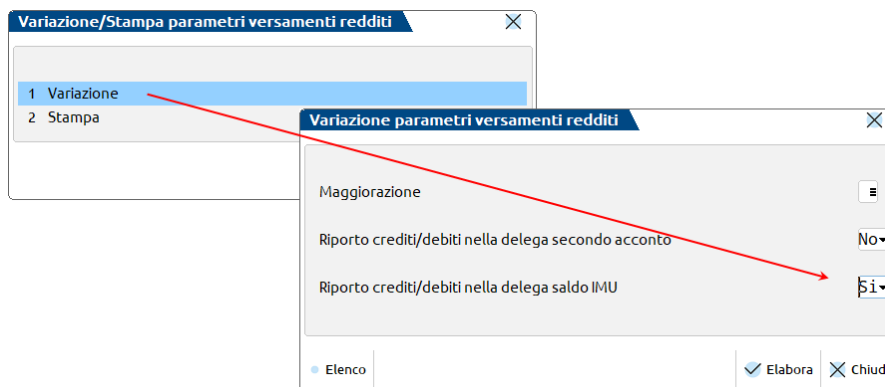 Variazione/Stampa parametri versamenti redditi
1 Variazione
2 Stampa
Variazione parametri versamenti redditi
Maggiorazione
Riporto crediti/debiti nella delega secondo acconto No
Riporto crediti/debiti nella delega saldo IMU Si
Elenco Elabora Chiud